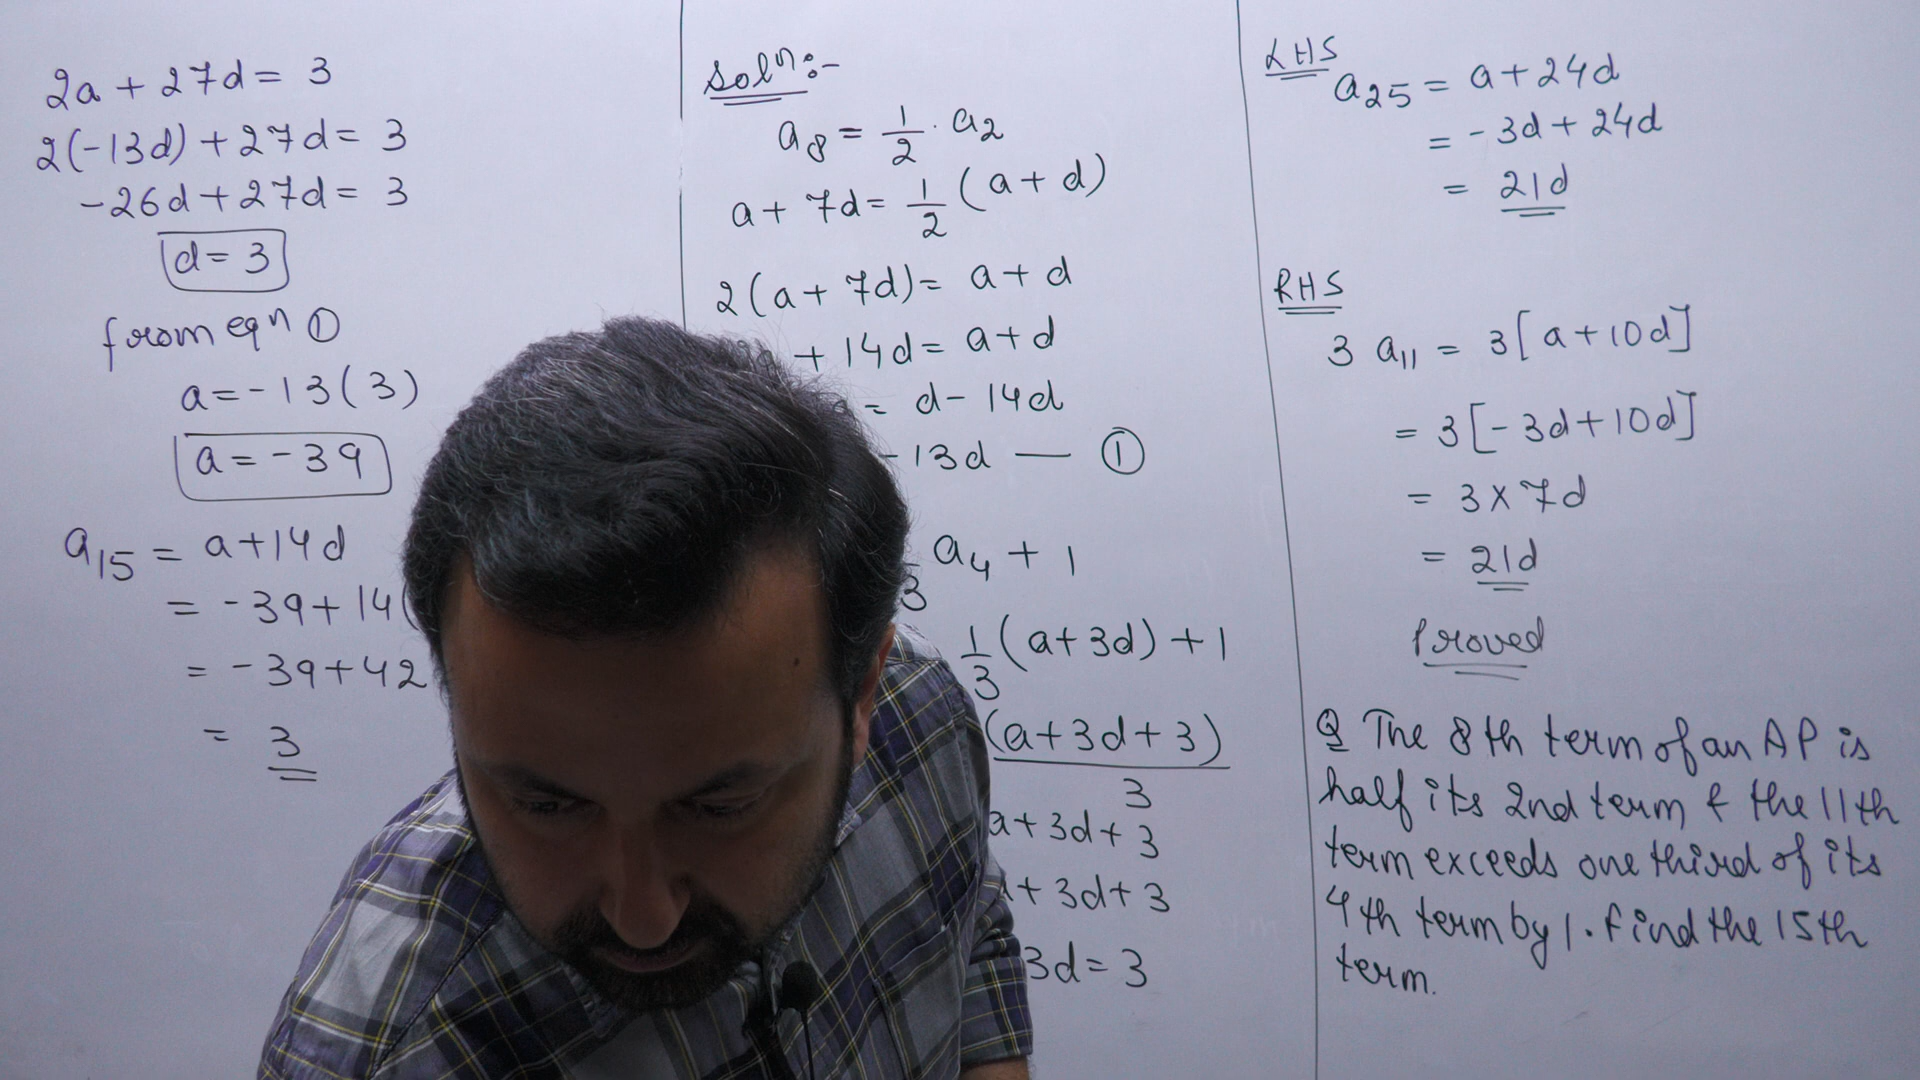 2a + 27d = 3
2(-13d) + 27d = 3
-26d + 27d = 3
d = 3
from eqn ①
a = -13(3)
a = -39
a15 = a+14d
= -39+14(
= -39+42
= 3
Soln:-
a8 = 1/2 . a2
a + 7d = 1/2 (a + d)
2(a + 7d) = a + d
+ 14d = a+d
= d - 14d
-13d — ①
3 a4 + 1
1/3 (a+3d) + 1
(a+3d+3)
3
a+3d+3
+3d+3
3d = 3
LHS
a25 = a+24d
= -3d + 24d
= 21d
RHS
3 a11 = 3[a+10d]
= 3[-3d+10d]
= 3 x 7d
= 21d
Proved
Q The 8th term of an AP is
half its 2nd term & the 11th
term exceeds one third of its
4th term by 1. Find the 15th
term.